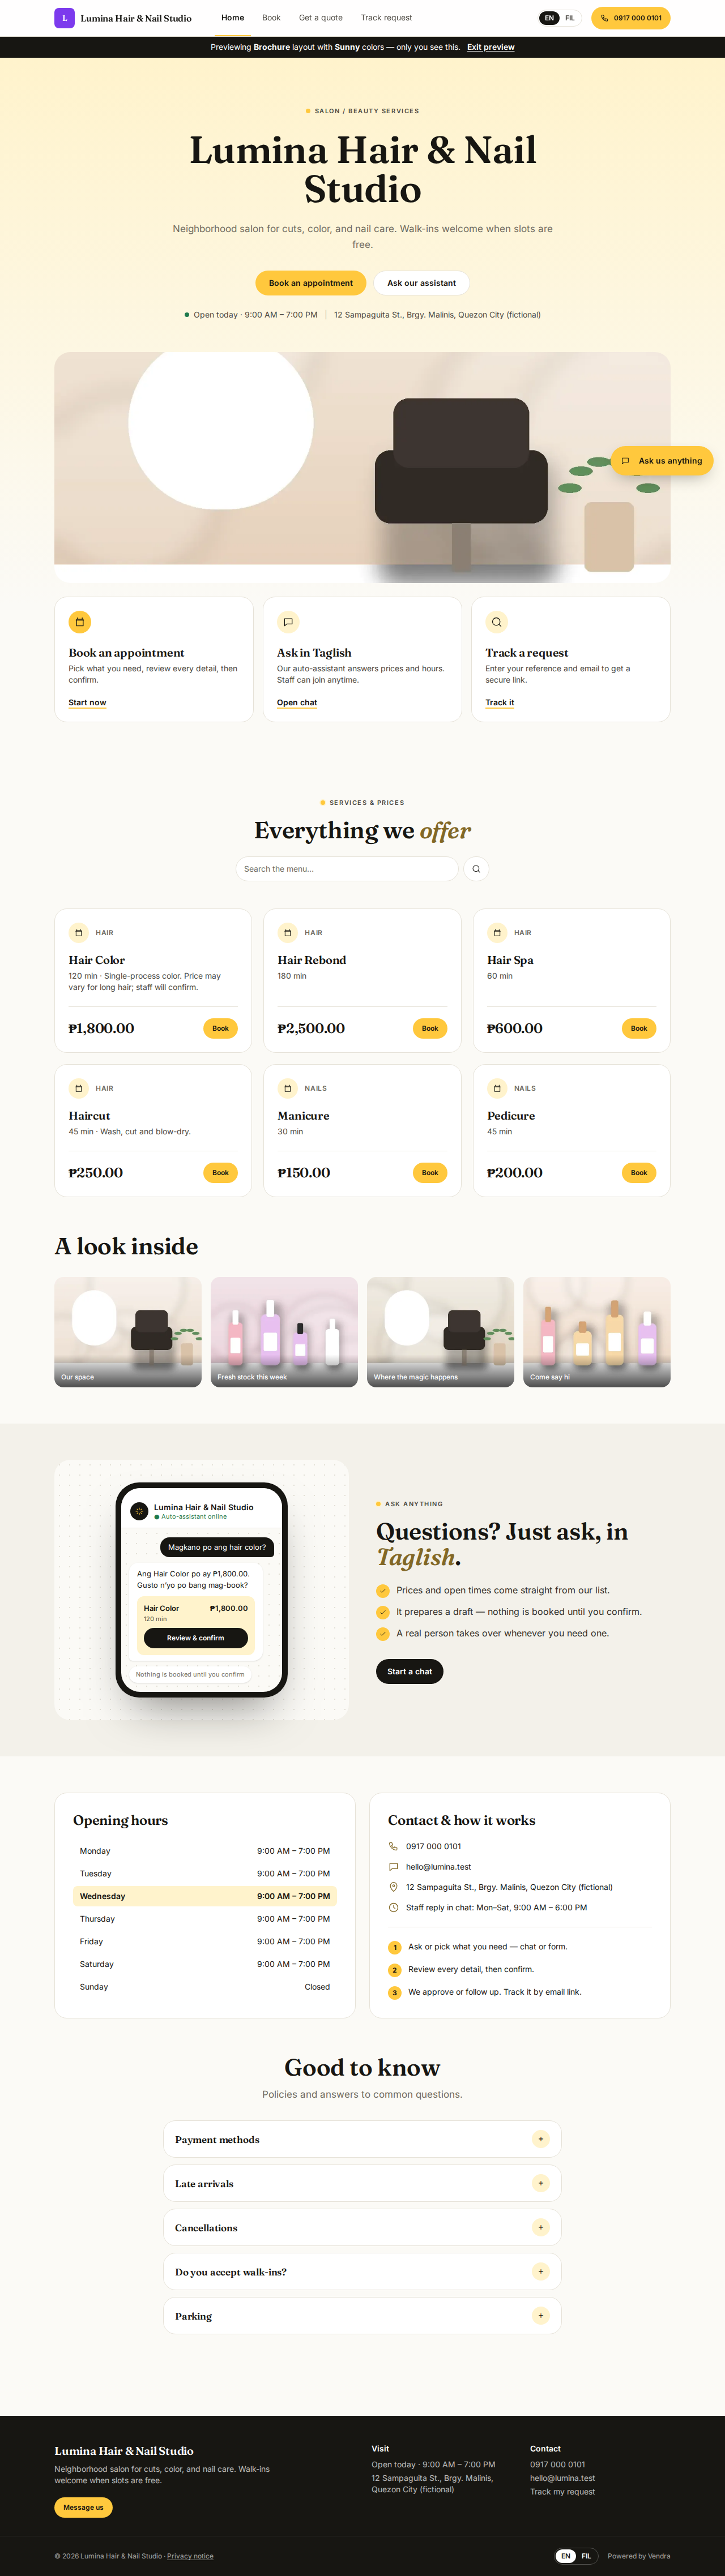 L Lumina Hair & Nail Studio Home Book Get a quote Track request EN FIL 0917 000 0101
Previewing Brochure layout with Sunny colors — only you see this. Exit preview
SALON / BEAUTY SERVICES
Lumina Hair & Nail
Studio
Neighborhood salon for cuts, color, and nail care. Walk-ins welcome when slots are
free.
Book an appointment Ask our assistant
Open today · 9:00 AM – 7:00 PM 12 Sampaguita St., Brgy. Malinis, Quezon City (fictional)
Ask us anything
Book an appointment
Pick what you need, review every detail, then
confirm.
Start now
Ask in Taglish
Our auto-assistant answers prices and hours.
Staff can join anytime.
Open chat
Track a request
Enter your reference and email to get a
secure link.
Track it
SERVICES & PRICES
Everything we offer
Search the menu...
HAIR
Hair Color
120 min · Single-process color. Price may
vary for long hair; staff will confirm.
₱1,800.00 Book
HAIR
Hair Rebond
180 min
₱2,500.00 Book
HAIR
Hair Spa
60 min
₱600.00 Book
HAIR
Haircut
45 min · Wash, cut and blow-dry.
₱250.00 Book
NAILS
Manicure
30 min
₱150.00 Book
NAILS
Pedicure
45 min
₱200.00 Book
A look inside
Our space
Fresh stock this week
Where the magic happens
Come say hi
Lumina Hair & Nail Studio
Auto-assistant online
Magkano po ang hair color?
Ang Hair Color po ay ₱1,800.00.
Gusto n'yo po bang mag-book?
Hair Color ₱1,800.00
120 min
Review & confirm
Nothing is booked until you confirm
ASK ANYTHING
Questions? Just ask, in
Taglish.
Prices and open times come straight from our list.
It prepares a draft — nothing is booked until you confirm.
A real person takes over whenever you need one.
Start a chat
Opening hours
Monday 9:00 AM – 7:00 PM
Tuesday 9:00 AM – 7:00 PM
Wednesday 9:00 AM – 7:00 PM
Thursday 9:00 AM – 7:00 PM
Friday 9:00 AM – 7:00 PM
Saturday 9:00 AM – 7:00 PM
Sunday Closed
Contact & how it works
0917 000 0101
hello@lumina.test
12 Sampaguita St., Brgy. Malinis, Quezon City (fictional)
Staff reply in chat: Mon–Sat, 9:00 AM – 6:00 PM
1 Ask or pick what you need — chat or form.
2 Review every detail, then confirm.
3 We approve or follow up. Track it by email link.
Good to know
Policies and answers to common questions.
Payment methods +
Late arrivals +
Cancellations +
Do you accept walk-ins? +
Parking +
Lumina Hair & Nail Studio
Neighborhood salon for cuts, color, and nail care. Walk-ins
welcome when slots are free.
Message us
Visit
Open today · 9:00 AM – 7:00 PM
12 Sampaguita St., Brgy. Malinis,
Quezon City (fictional)
Contact
0917 000 0101
hello@lumina.test
Track my request
© 2026 Lumina Hair & Nail Studio · Privacy notice EN FIL Powered by Vendra